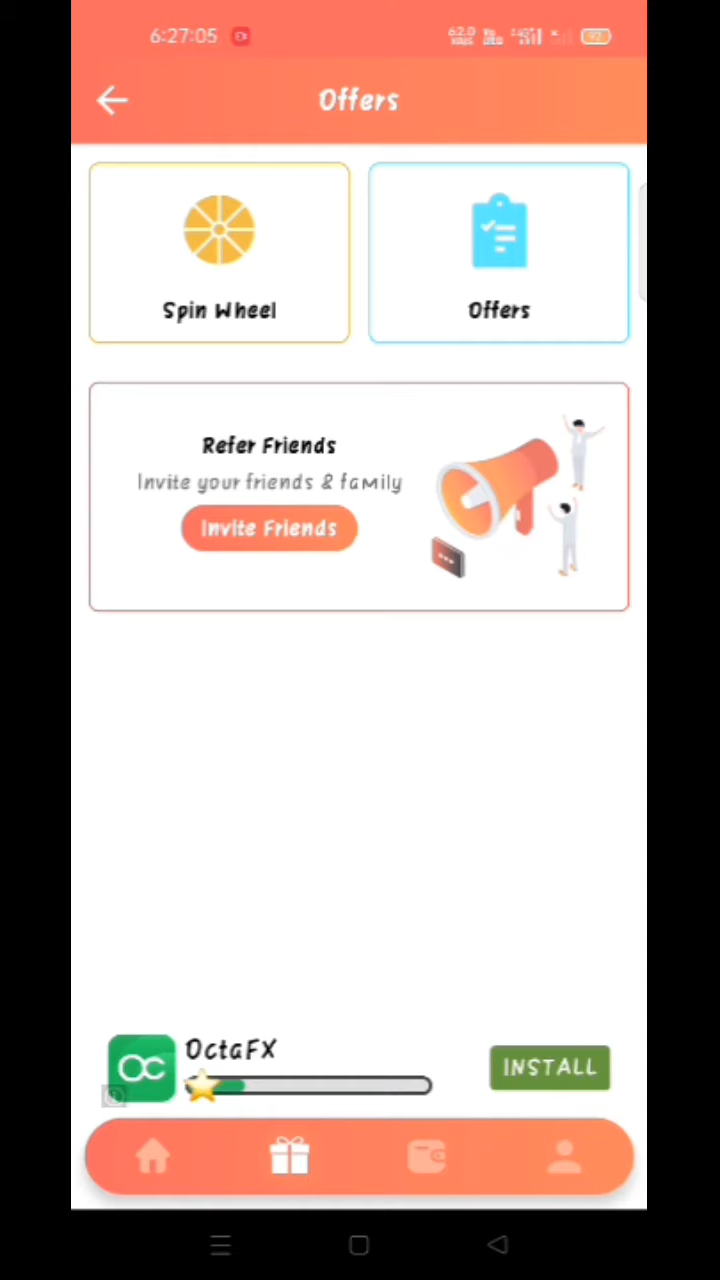 6:27:05
Offers
Spin Wheel
Offers
Refer Friends
Invite your friends & family
Invite Friends
OctaFX
INSTALL